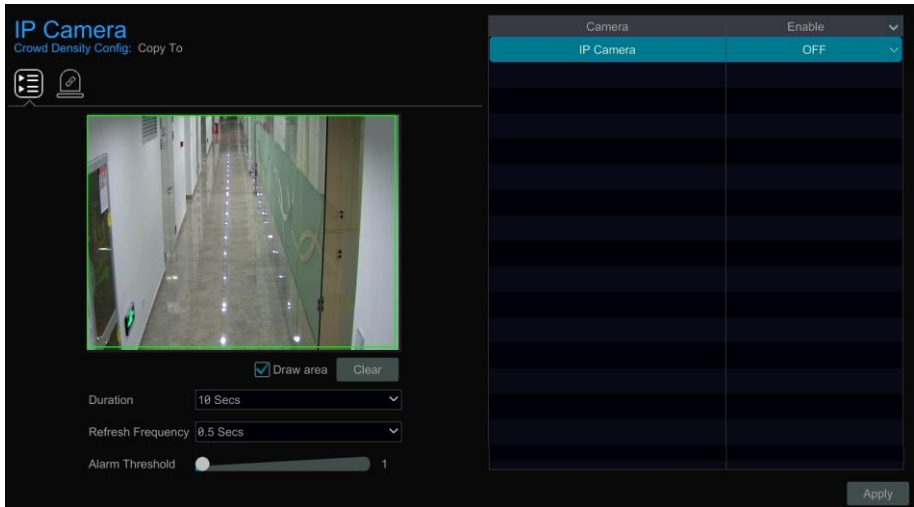 IP Camera
Crowd Density Config: Copy To
Camera Enable
IP Camera OFF
Draw area Clear
Duration 10 Secs
Refresh Frequency 0.5 Secs
Alarm Threshold 1
Apply